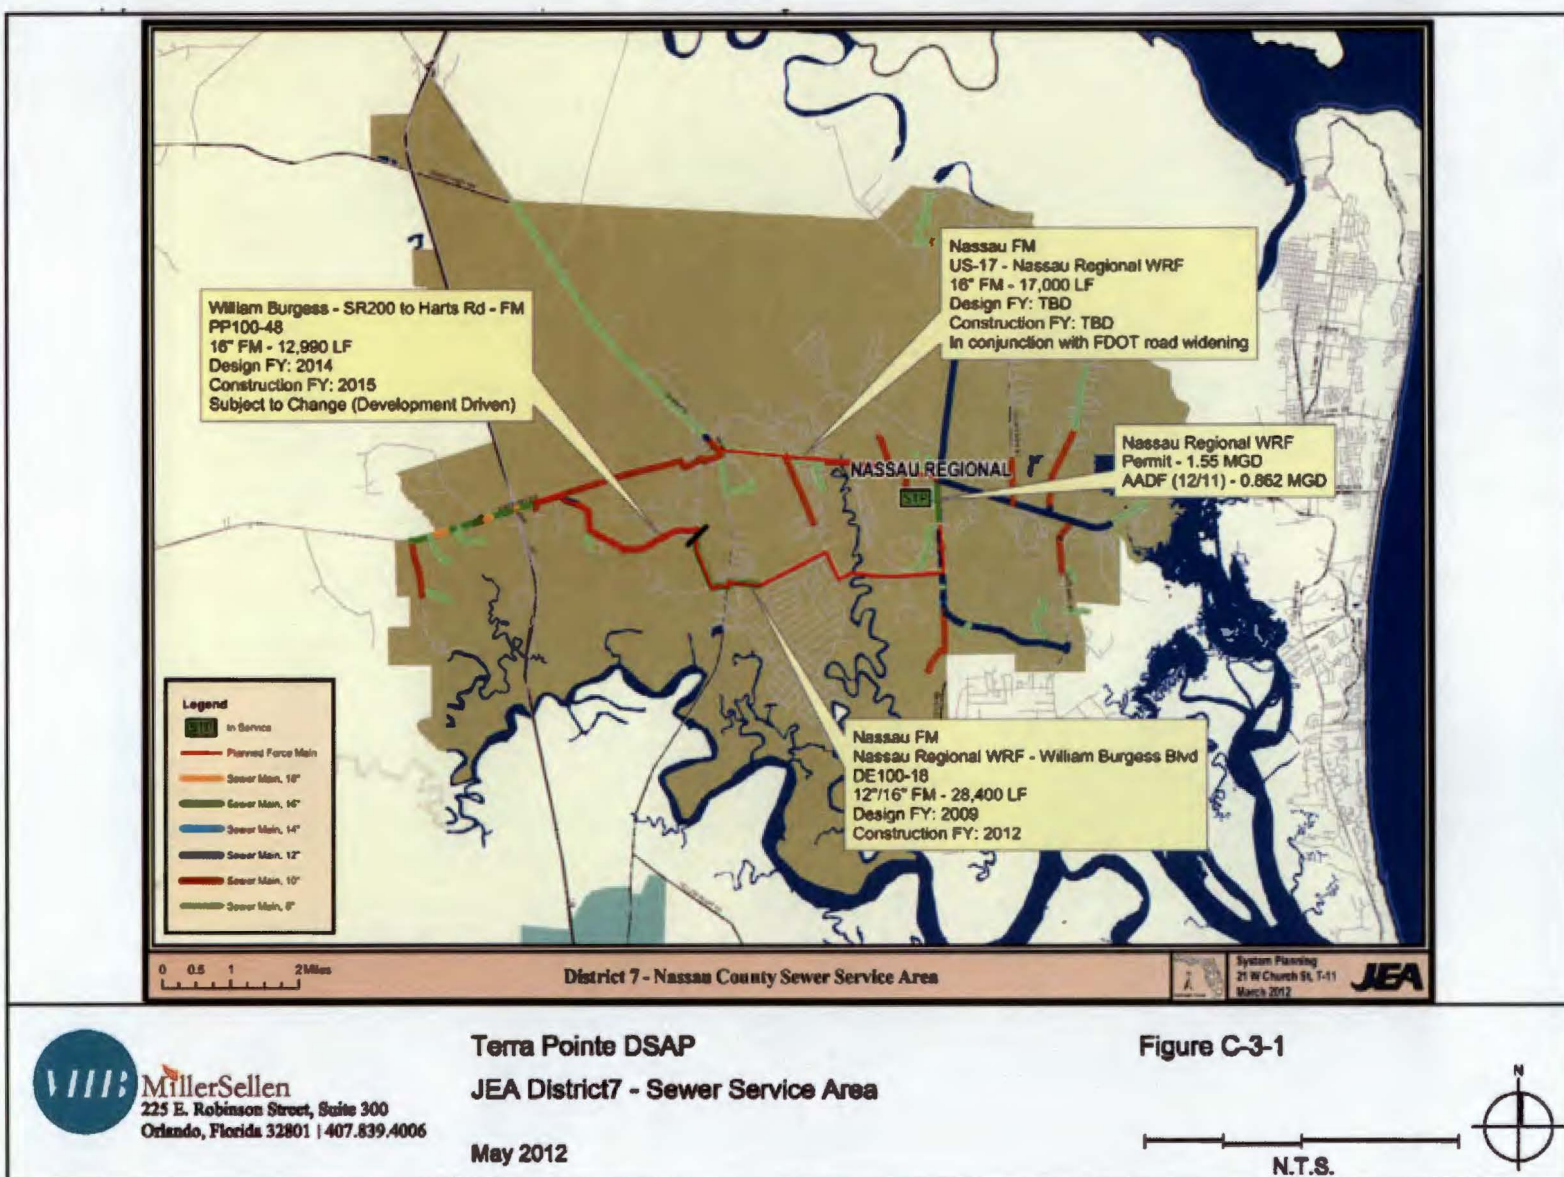 Nassau FM
US-17 - Nassau Regional WRF
16" FM - 17,000 LF
Design FY: TBD
Construction FY: TBD
In conjunction with FDOT road widening
William Burgess - SR200 to Harts Rd - FM
PP100-48
16" FM - 12,990 LF
Design FY: 2014
Construction FY: 2015
Subject to Change (Development Driven)
Nassau Regional WRF
Permit - 1.55 MGD
AADF (12/11) - 0.862 MGD
NASSAU REGIONAL
STP
Nassau FM
Nassau Regional WRF - William Burgess Blvd
DE100-18
12"/16" FM - 28,400 LF
Design FY: 2009
Construction FY: 2012
Legend
STP In Service
Planned Force Main
Sewer Main, 18"
Sewer Main, 16"
Sewer Main, 14"
Sewer Main, 12"
Sewer Main, 10"
Sewer Main, 8"
0 0.5 1 2 Miles
District 7 - Nassau County Sewer Service Area
System Planning
21 W Church St, T-11
March 2012
JEA
VHB MillerSellen
225 E. Robinson Street, Suite 300
Orlando, Florida 32801 | 407.839.4006
Terra Pointe DSAP
JEA District7 - Sewer Service Area
May 2012
Figure C-3-1
N
N.T.S.